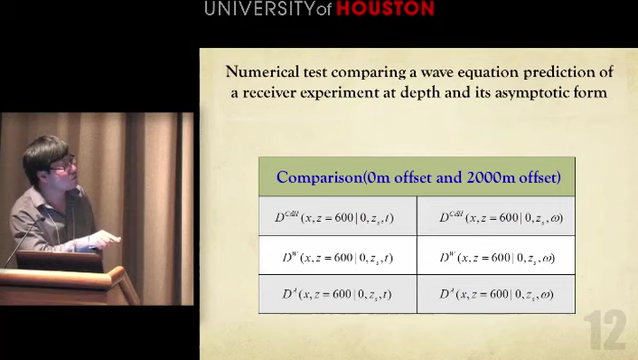 UNIVERSITY of HOUSTON
Numerical test comparing a wave equation prediction of
a receiver experiment at depth and its asymptotic form
Comparison(0m offset and 2000m offset)
D^{Cdll}(x, z = 600 | 0, z_s, t) D^{Cdll}(x, z = 600 | 0, z_s, ω)
D^W(x, z = 600 | 0, z_s, t) D^W(x, z = 600 | 0, z_s, ω)
D^A(x, z = 600 | 0, z_s, t) D^A(x, z = 600 | 0, z_s, ω)
12